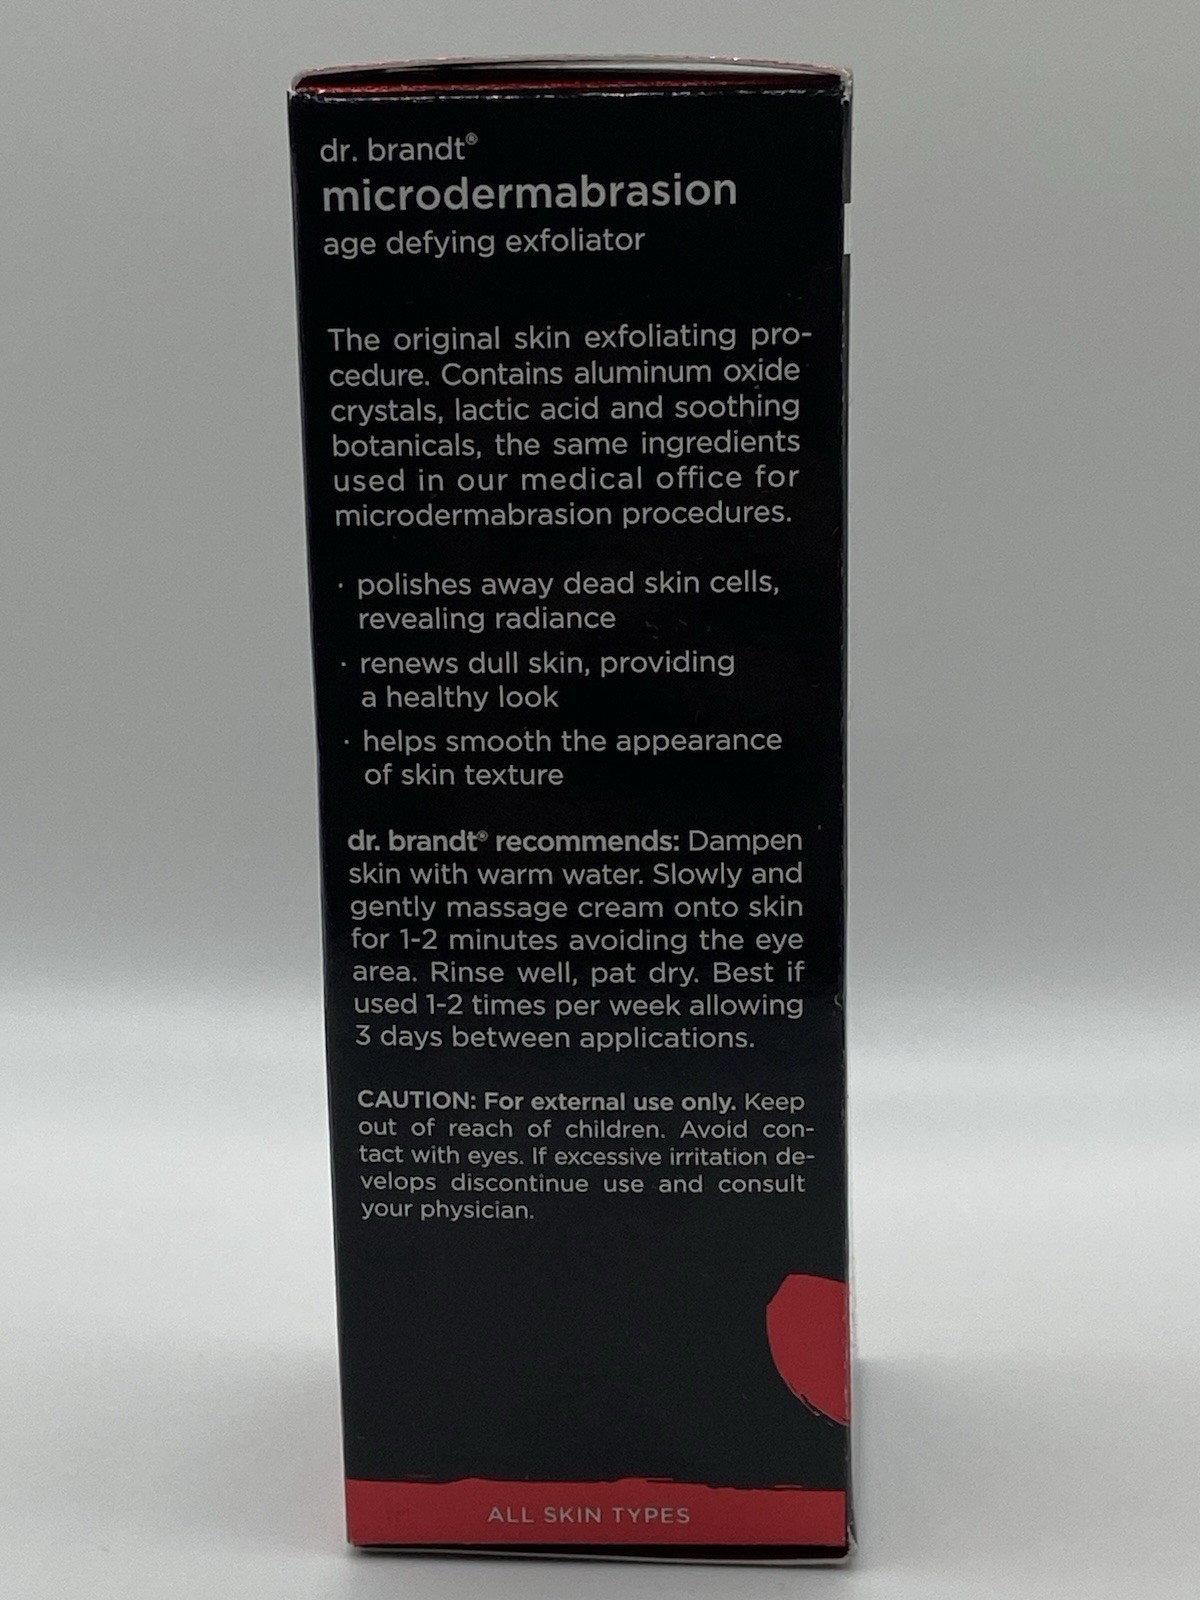 dr. brandt®
microdermabrasion
age defying exfoliator
The original skin exfoliating pro-
cedure. Contains aluminum oxide
crystals, lactic acid and soothing
botanicals, the same ingredients
used in our medical office for
microdermabrasion procedures.
· polishes away dead skin cells,
revealing radiance
· renews dull skin, providing
a healthy look
· helps smooth the appearance
of skin texture
dr. brandt® recommends: Dampen
skin with warm water. Slowly and
gently massage cream onto skin
for 1-2 minutes avoiding the eye
area. Rinse well, pat dry. Best if
used 1-2 times per week allowing
3 days between applications.
CAUTION: For external use only. Keep
out of reach of children. Avoid con-
tact with eyes. If excessive irritation de-
velops discontinue use and consult
your physician.
ALL SKIN TYPES